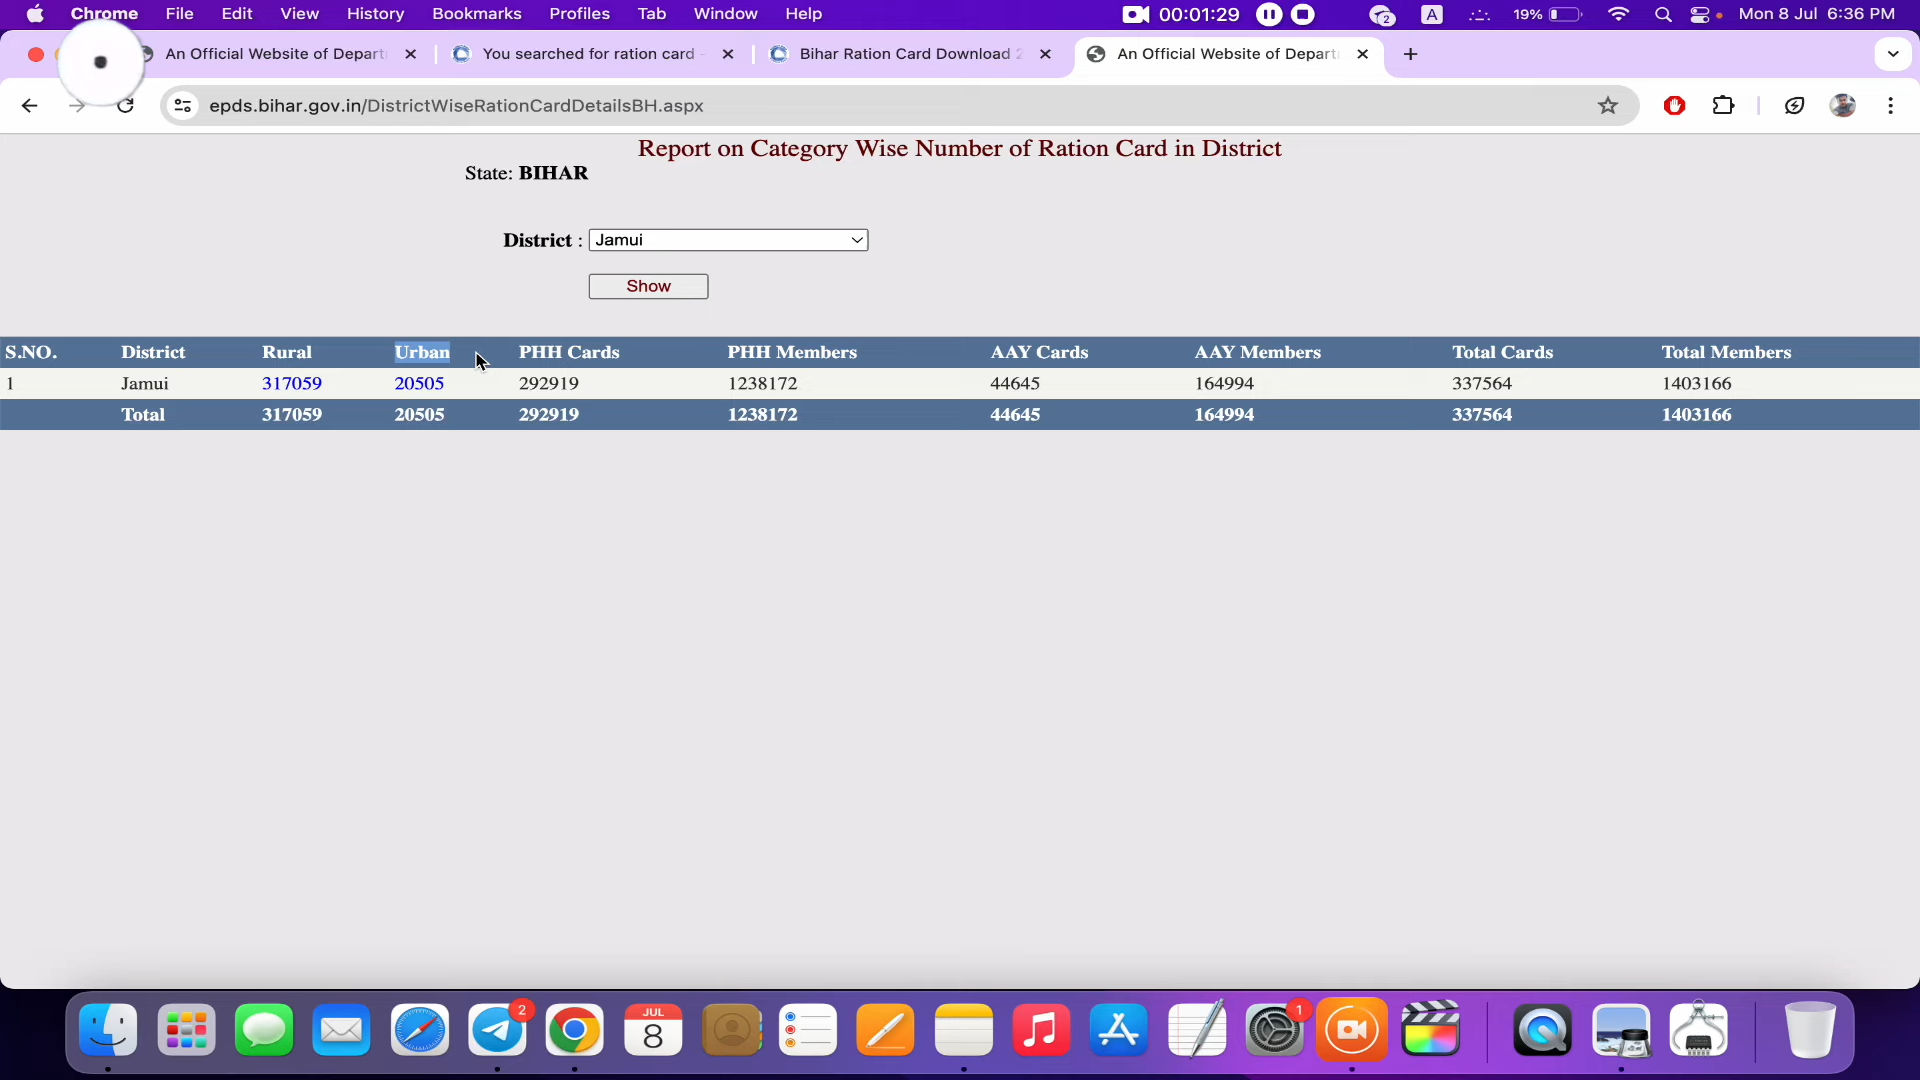 Chrome File Edit View History Bookmarks Profiles Tab Window Help 00:01:29 2 A 19% Mon 8 Jul 6:36 PM
An Official Website of Depart You searched for ration card - Bihar Ration Card Download 2 An Official Website of Depart
epds.bihar.gov.in/DistrictWiseRationCardDetailsBH.aspx
Report on Category Wise Number of Ration Card in District
State: BIHAR
District : Jamui
Show
S.NO. District Rural Urban PHH Cards PHH Members AAY Cards AAY Members Total Cards Total Members
1 Jamui 317059 20505 292919 1238172 44645 164994 337564 1403166
Total 317059 20505 292919 1238172 44645 164994 337564 1403166
2 JUL 1
8